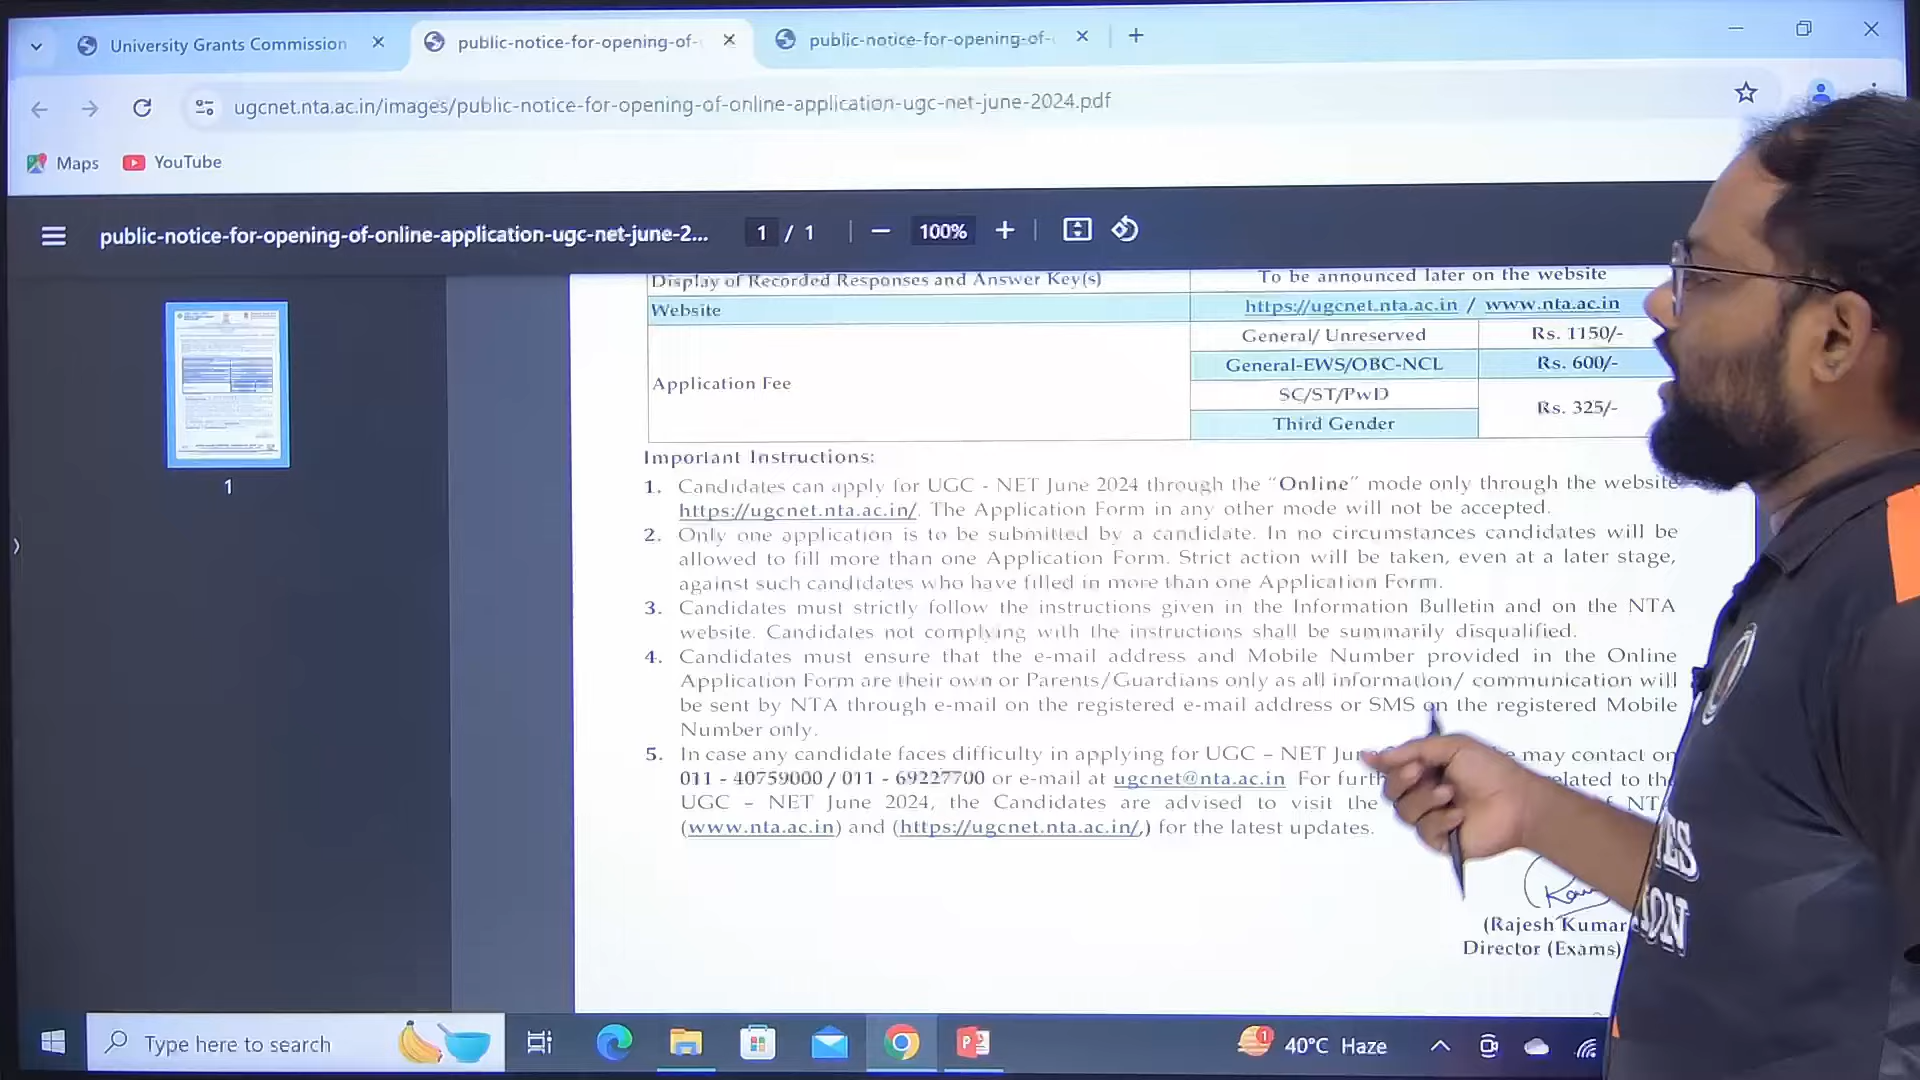 University Grants Commission
public-notice-for-opening-of-
public-notice-for-opening-of-
ugcnet.nta.ac.in/images/public-notice-for-opening-of-online-application-ugc-net-june-2024.pdf
Maps
YouTube
public-notice-for-opening-of-online-application-ugc-net-june-2...
1 / 1
100%
1
Display of Recorded Responses and Answer Key(s)
To be announced later on the website
Website
https://ugcnet.nta.ac.in / www.nta.ac.in
Application Fee
General/ Unreserved
Rs. 1150/-
General-EWS/OBC-NCL
Rs. 600/-
SC/ST/PwD
Rs. 325/-
Third Gender
Important Instructions:
1. Candidates can apply for UGC - NET June 2024 through the “Online” mode only through the website
https://ugcnet.nta.ac.in/. The Application Form in any other mode will not be accepted.
2. Only one application is to be submitted by a candidate. In no circumstances candidates will be
allowed to fill more than one Application Form. Strict action will be taken, even at a later stage,
against such candidates who have filled in more than one Application Form.
3. Candidates must strictly follow the instructions given in the Information Bulletin and on the NTA
website. Candidates not complying with the instructions shall be summarily disqualified.
4. Candidates must ensure that the e-mail address and Mobile Number provided in the Online
Application Form are their own or Parents/Guardians only as all information/ communication will
be sent by NTA through e-mail on the registered e-mail address or SMS on the registered Mobile
Number only.
5. In case any candidate faces difficulty in applying for UGC – NET June may contact on
011 - 40759000 / 011 - 69227700 or e-mail at ugcnet@nta.ac.in For furth related to the
UGC – NET June 2024, the Candidates are advised to visit the NTA
(www.nta.ac.in) and (https://ugcnet.nta.ac.in/,) for the latest updates.
(Rajesh Kumar
Director (Exams)
Type here to search
1
40°C Haze